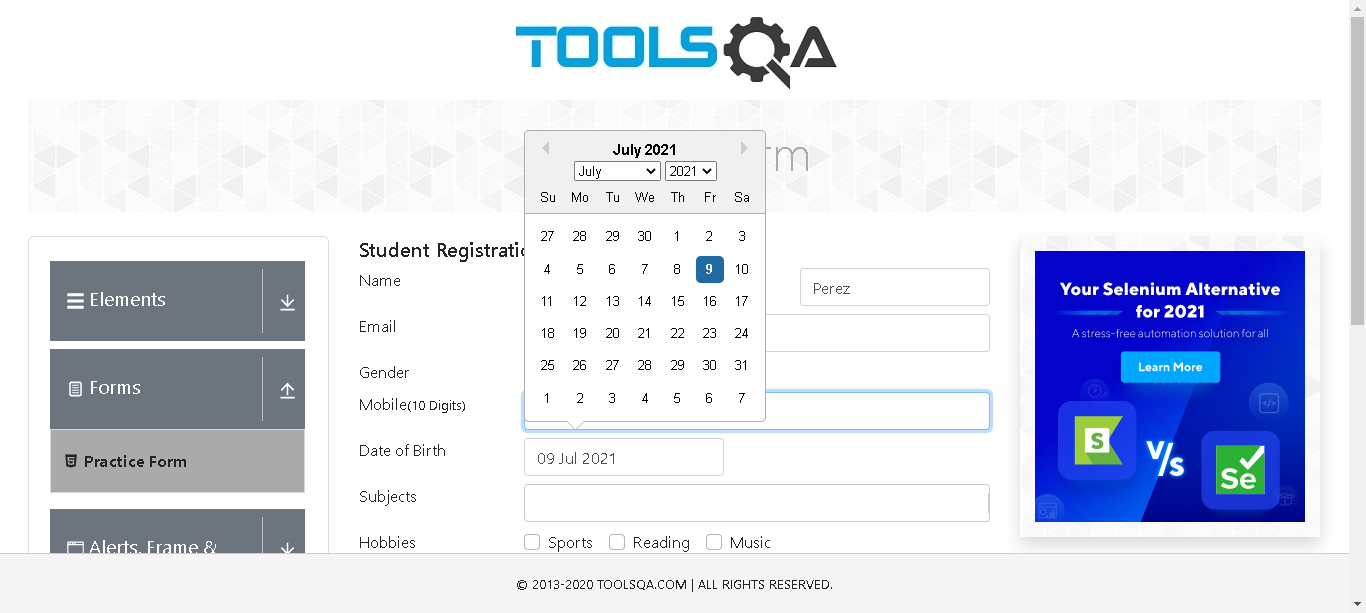 TOOLSQA
July 2021
July 2021
Su Mo Tu We Th Fr Sa
27 28 29 30 1 2 3
4 5 6 7 8 9 10
11 12 13 14 15 16 17
18 19 20 21 22 23 24
25 26 27 28 29 30 31
1 2 3 4 5 6 7
Elements
Forms
Practice Form
Alerts, Frame &
Student
Name
Perez
Email
Gender
Mobile(10 Digits)
Date of Birth
09 Jul 2021
Subjects
Hobbies
Sports Reading Music
Your Selenium Alternative
for 2021
A stress-free automation solution for all
Learn More
S
V/s
Se
© 2013-2020 TOOLSQA.COM | ALL RIGHTS RESERVED.